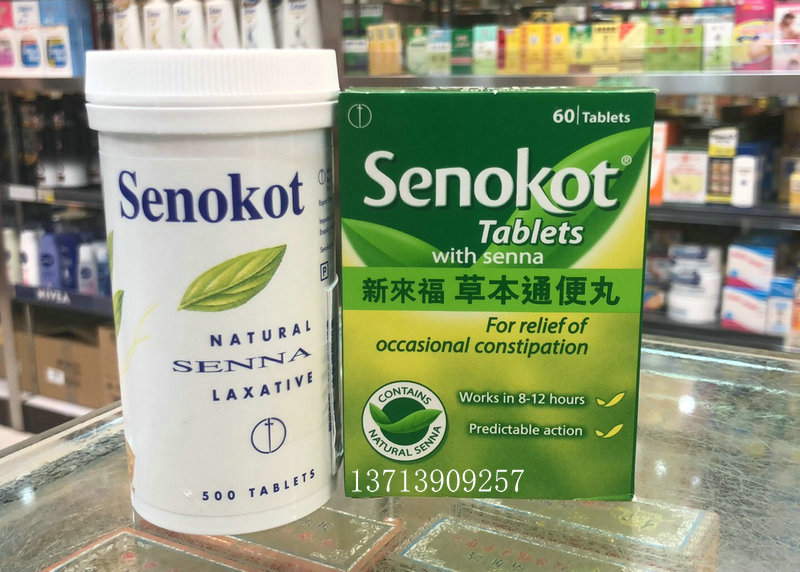 Senokot
NATURAL
SENNA
LAXATIVE
500 TABLETS
P
60 Tablets
Senokot®
Tablets
with senna
新來福 草本通便丸
For relief of
occasional constipation
CONTAINS
NATURAL SENNA
Works in 8-12 hours
Predictable action
13713909257
NIVEA